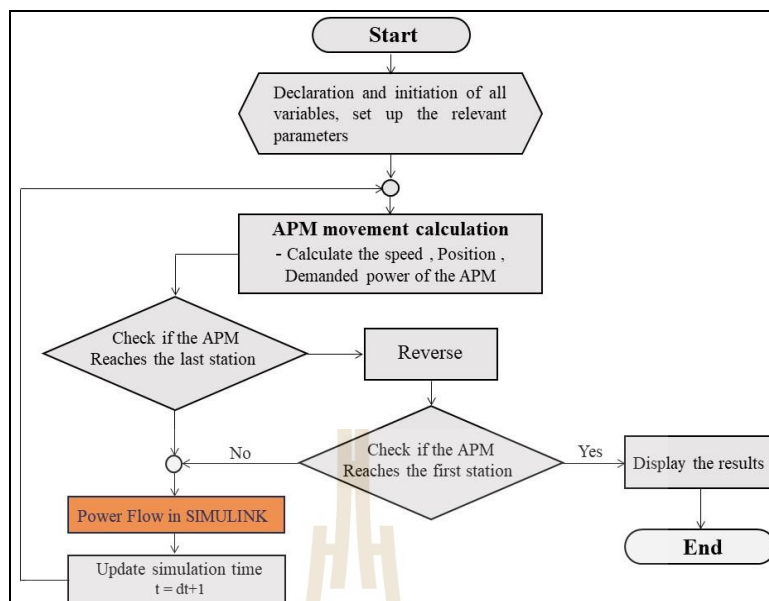 Start
Declaration and initiation of all
variables, set up the relevant
parameters
APM movement calculation
- Calculate the speed , Position ,
Demanded power of the APM
Check if the APM
Reaches the last station
Reverse
Check if the APM
Reaches the first station
No
Yes
Display the results
Power Flow in SIMULINK
End
Update simulation time
t = dt+1